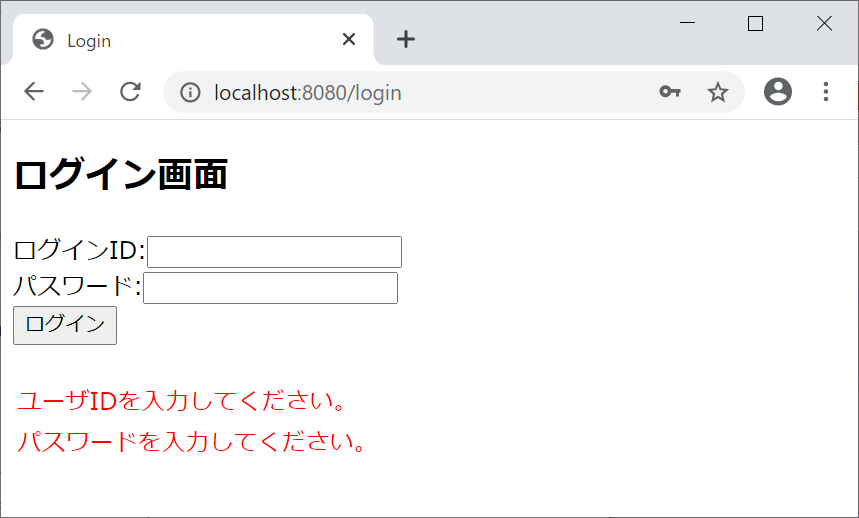 Login
localhost:8080/login
ログイン画面
ログインID:
パスワード:
ログイン
ユーザIDを入力してください。
パスワードを入力してください。